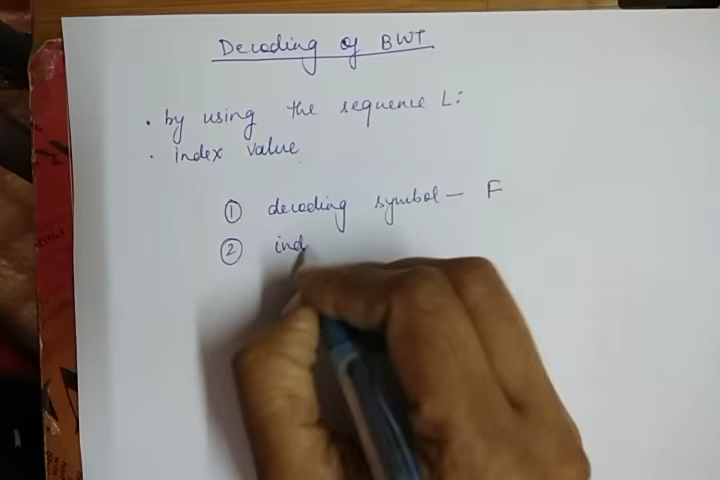 Decoding of BWT
. by using the sequence L:
. index value
① decoding symbol — F
② ind